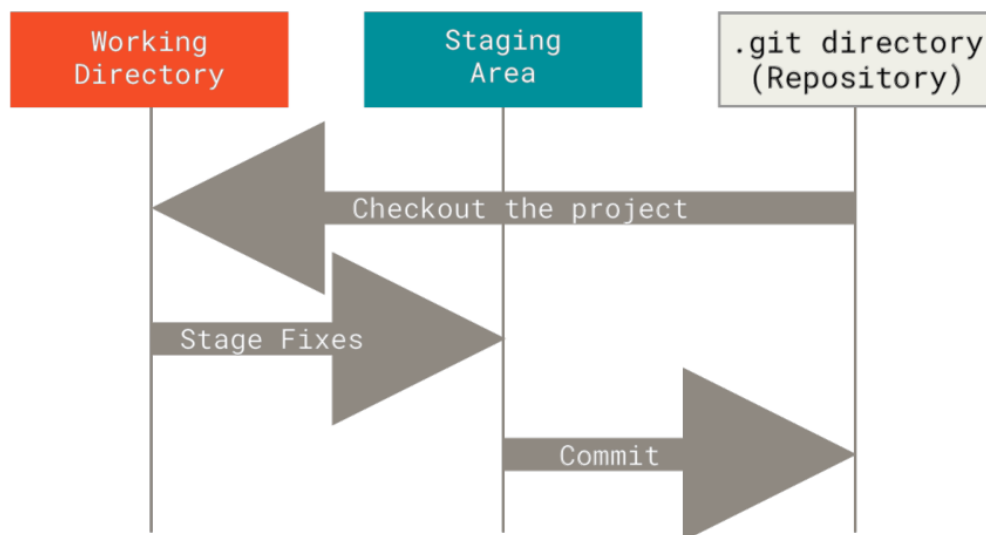 Working
Directory
Staging
Area
.git directory
(Repository)
Checkout the project
Stage Fixes
Commit